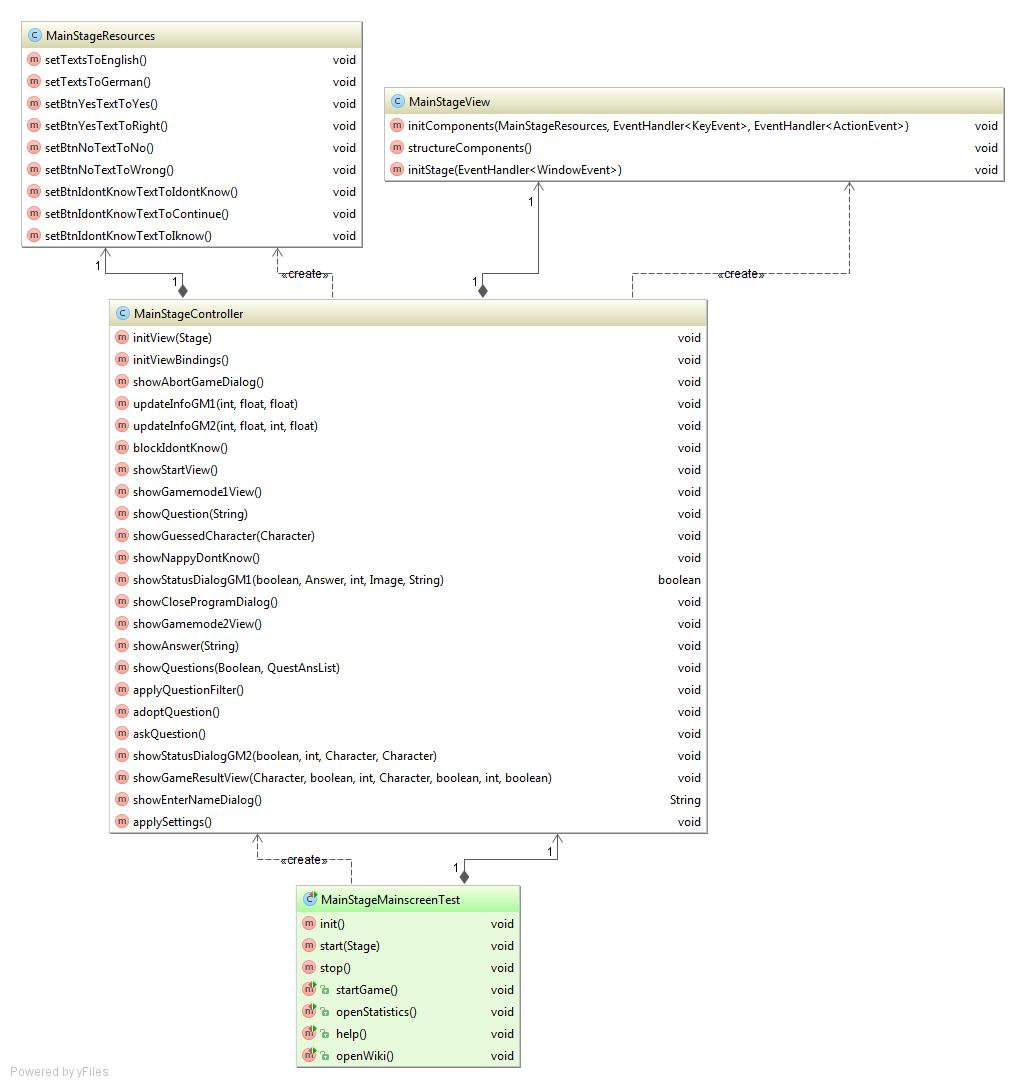 MainStageResources
setTextsToEnglish() void
setTextsToGerman() void
setBtnYesTextToYes() void
setBtnYesTextToRight() void
setBtnNoTextToNo() void
setBtnNoTextToWrong() void
setBtnIdontKnowTextToIdontKnow() void
setBtnIdontKnowTextToContinue() void
setBtnIdontKnowTextToIknow() void
MainStageView
initComponents(MainStageResources, EventHandler<KeyEvent>, EventHandler<ActionEvent>) void
structureComponents() void
initStage(EventHandler<WindowEvent>) void
1
1
«create»
1
1
«create»
MainStageController
initView(Stage) void
initViewBindings() void
showAbortGameDialog() void
updateInfoGM1(int, float, float) void
updateInfoGM2(int, float, int, float) void
blockIdontKnow() void
showStartView() void
showGamemode1View() void
showQuestion(String) void
showGuessedCharacter(Character) void
showNappyDontKnow() void
showStatusDialogGM1(boolean, Answer, int, Image, String) boolean
showCloseProgramDialog() void
showGamemode2View() void
showAnswer(String) void
showQuestions(Boolean, QuestAnsList) void
applyQuestionFilter() void
adoptQuestion() void
askQuestion() void
showStatusDialogGM2(boolean, int, Character, Character) void
showGameResultView(Character, boolean, int, Character, boolean, int, boolean) void
showEnterNameDialog() String
applySettings() void
«create»
1
1
MainStageMainscreenTest
init() void
start(Stage) void
stop() void
startGame() void
openStatistics() void
help() void
openWiki() void
Powered by yFiles